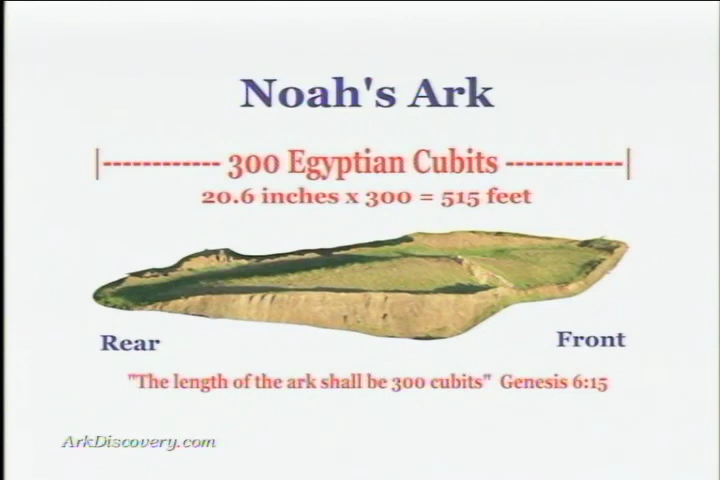 Noah's Ark
|------------ 300 Egyptian Cubits ------------|
20.6 inches x 300 = 515 feet
Rear
Front
"The length of the ark shall be 300 cubits" Genesis 6:15
ArkDiscovery.com